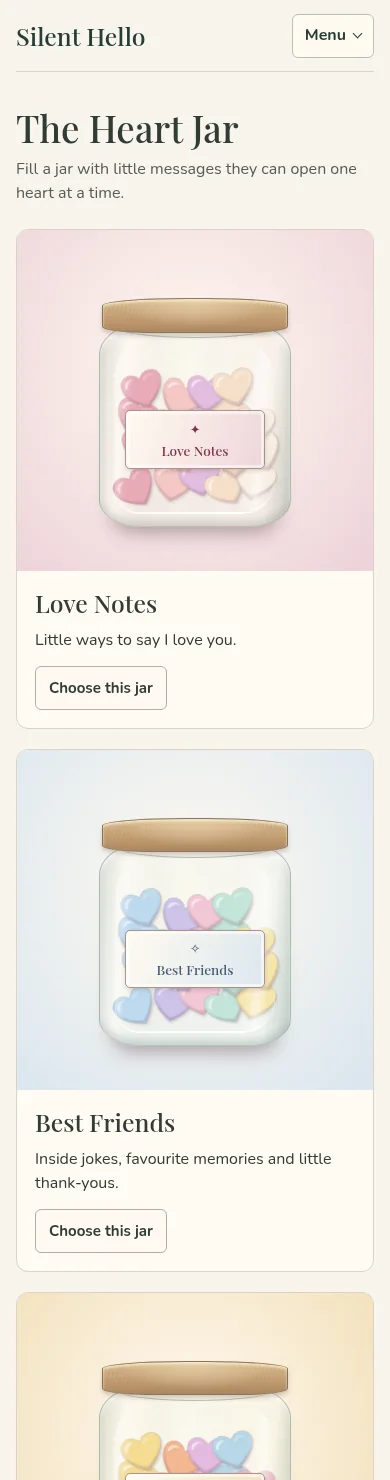 Silent Hello
Menu
The Heart Jar
Fill a jar with little messages they can open one
heart at a time.
✦
Love Notes
Love Notes
Little ways to say I love you.
Choose this jar
✧
Best Friends
Best Friends
Inside jokes, favourite memories and little
thank-yous.
Choose this jar